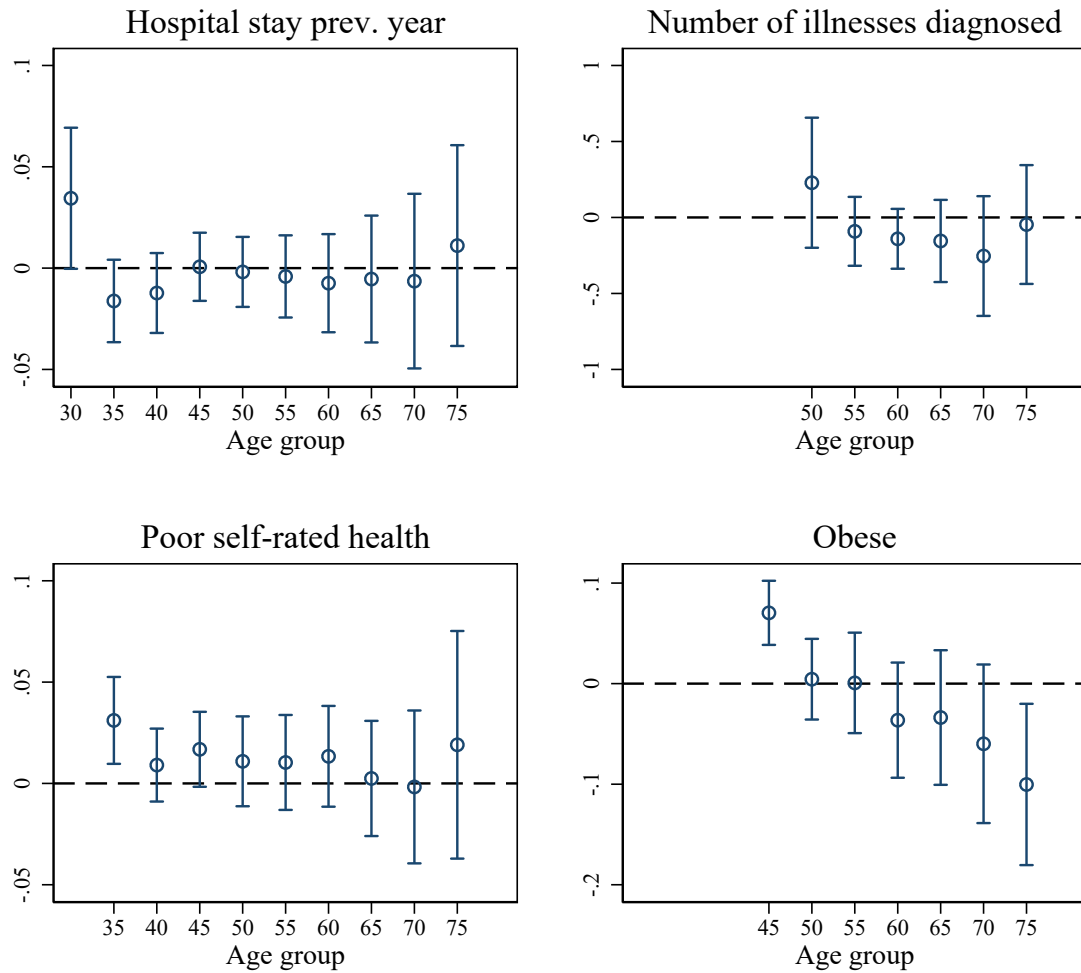 Hospital stay prev. year
.1
.05
0
-.05
30 35 40 45 50 55 60 65 70 75
Age group
Number of illnesses diagnosed
1
.5
0
-.5
-1
50 55 60 65 70 75
Age group
Poor self-rated health
.1
.05
0
-.05
35 40 45 50 55 60 65 70 75
Age group
Obese
.1
0
-.1
-.2
45 50 55 60 65 70 75
Age group